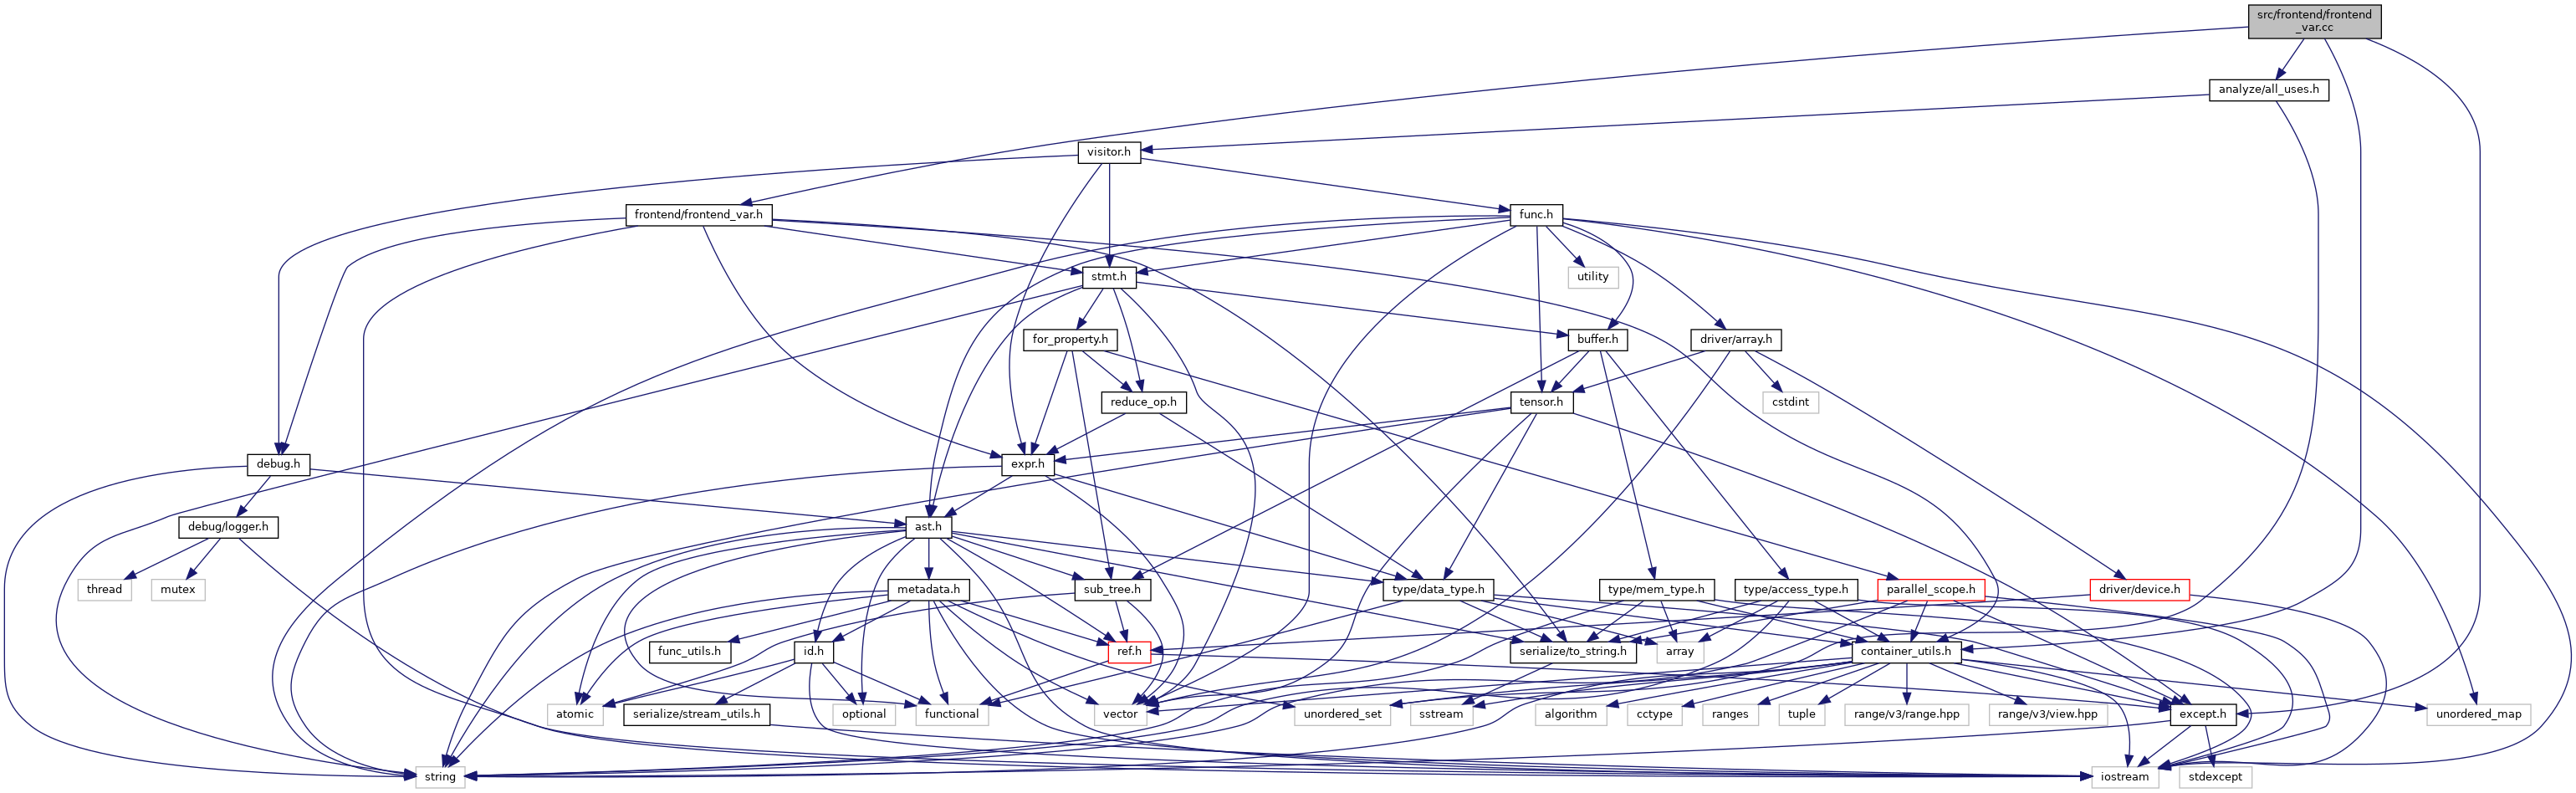 src/frontend/frontend
_var.cc
analyze/all_uses.h
visitor.h
frontend/frontend_var.h
func.h
stmt.h
utility
for_property.h
buffer.h
driver/array.h
reduce_op.h
tensor.h
cstdint
debug.h
expr.h
debug/logger.h
ast.h
thread
mutex
metadata.h
sub_tree.h
type/data_type.h
type/mem_type.h
type/access_type.h
parallel_scope.h
driver/device.h
func_utils.h
id.h
ref.h
serialize/to_string.h
array
container_utils.h
atomic
serialize/stream_utils.h
optional
functional
vector
unordered_set
sstream
algorithm
cctype
ranges
tuple
range/v3/range.hpp
range/v3/view.hpp
except.h
unordered_map
string
iostream
stdexcept